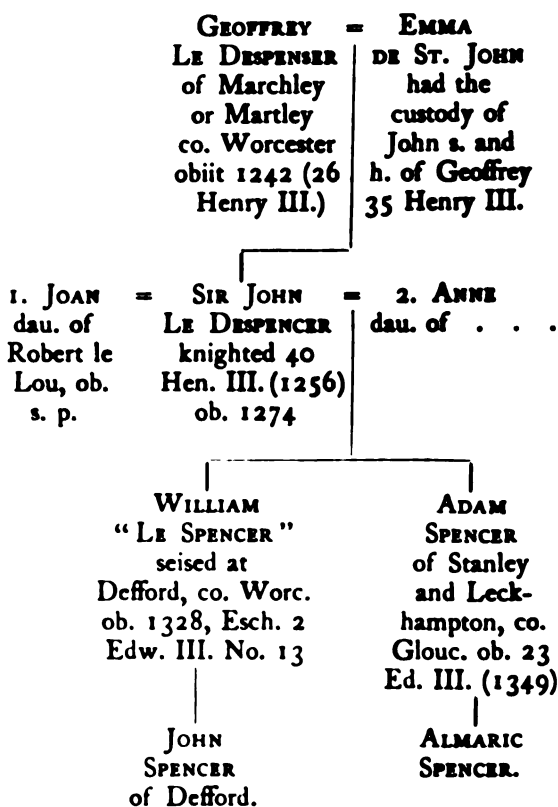 GEOFFREY = EMMA
LE DESPENSER DE ST. JOHN
of Marchley had the
or Martley custody of
co. Worcester John s. and
obiit 1242 (26 h. of Geoffrey
Henry III.) 35 Henry III.
1. JOAN = SIR JOHN = 2. ANNE
dau. of LE DESPENCER dau. of . . .
Robert le knighted 40
Lou, ob. Hen. III. (1256)
s. p. ob. 1274
WILLIAM ADAM
"LE SPENCER" SPENCER
seised at of Stanley
Defford, co. Worc. and Leck-
ob. 1328, Esch. 2 hampton, co.
Edw. III. No. 13 Glouc. ob. 23
Ed. III. (1349)
JOHN ALMARIC
SPENCER SPENCER.
of Defford.